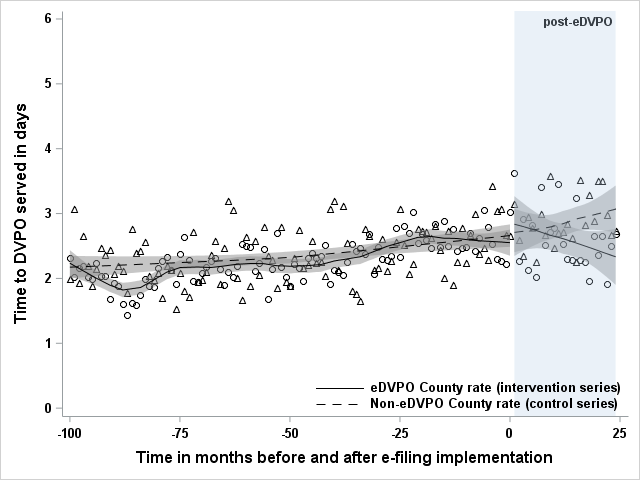 post-eDVPO
6
5
4
3
2
1
0
Time to DVPO served in days
eDVPO County rate (intervention series)
Non-eDVPO County rate (control series)
-100 -75 -50 -25 0 25
Time in months before and after e-filing implementation